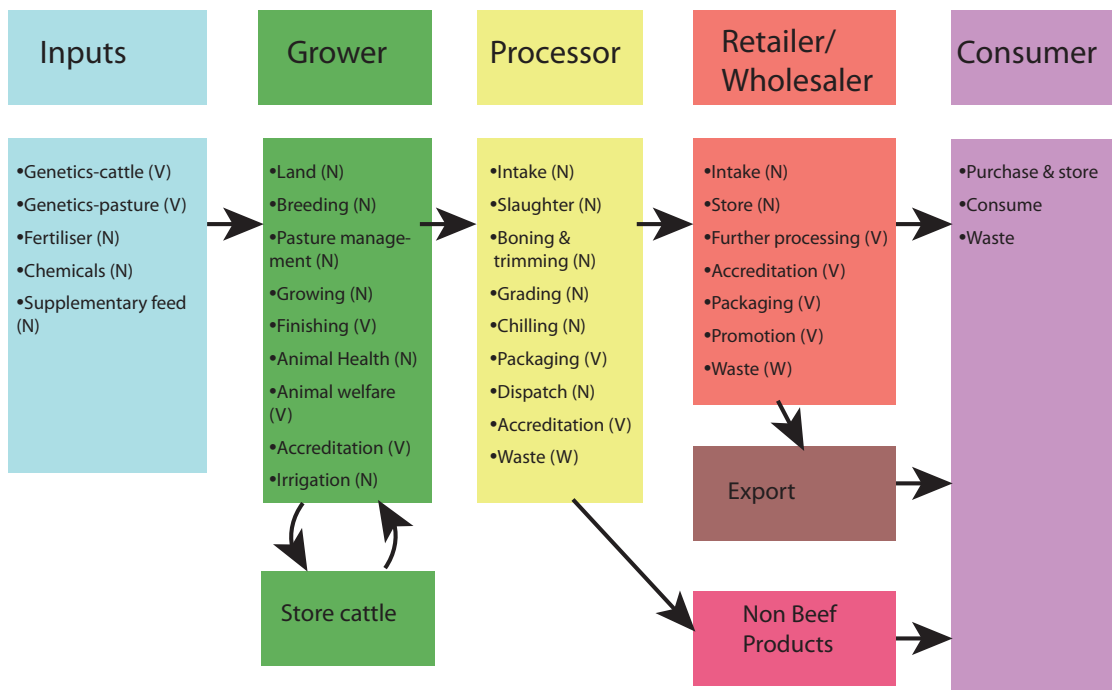 Inputs
Grower
Processor
Retailer/
Wholesaler
Consumer
•Genetics-cattle (V)
•Genetics-pasture (V)
•Fertiliser (N)
•Chemicals (N)
•Supplementary feed
(N)
•Land (N)
•Breeding (N)
•Pasture manage-
ment (N)
•Growing (N)
•Finishing (V)
•Animal Health (N)
•Animal welfare
(V)
•Accreditation (V)
•Irrigation (N)
Store cattle
•Intake (N)
•Slaughter (N)
•Boning &
trimming (N)
•Grading (N)
•Chilling (N)
•Packaging (V)
•Dispatch (N)
•Accreditation (V)
•Waste (W)
•Intake (N)
•Store (N)
•Further processing (V)
•Accreditation (V)
•Packaging (V)
•Promotion (V)
•Waste (W)
Export
Non Beef
Products
•Purchase & store
•Consume
•Waste